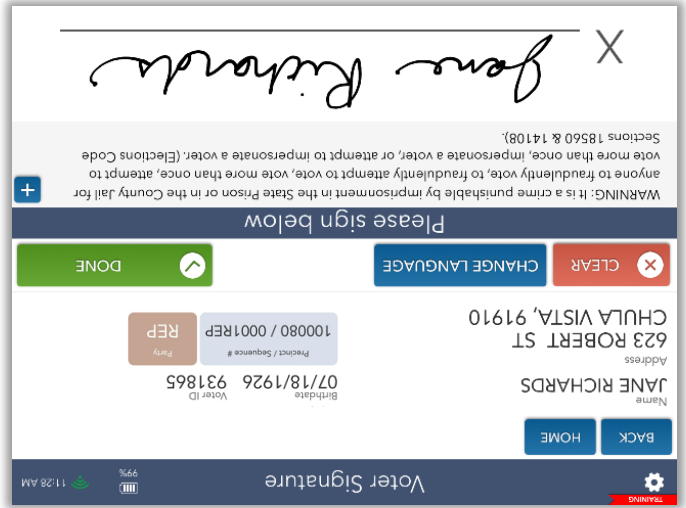 TRAINING
Voter Signature
99%
11:28 AM
BACK
HOME
Name
JANE RICHARDS
Address
623 ROBERT ST
CHULA VISTA, 91910
Birthdate
07/18/1926
Voter ID
931865
Precinct / Sequence #
100080 / 0001REP
Party
REP
CLEAR
CHANGE LANGUAGE
DONE
Please sign below
WARNING: It is a crime punishable by imprisonment in the State Prison or in the County Jail for
anyone to fraudulently vote, to fraudulently attempt to vote, vote more than once, attempt to
vote more than once, impersonate a voter, or attempt to impersonate a voter. (Elections Code
Sections 18560 & 14108).
+
X
Jane Richards